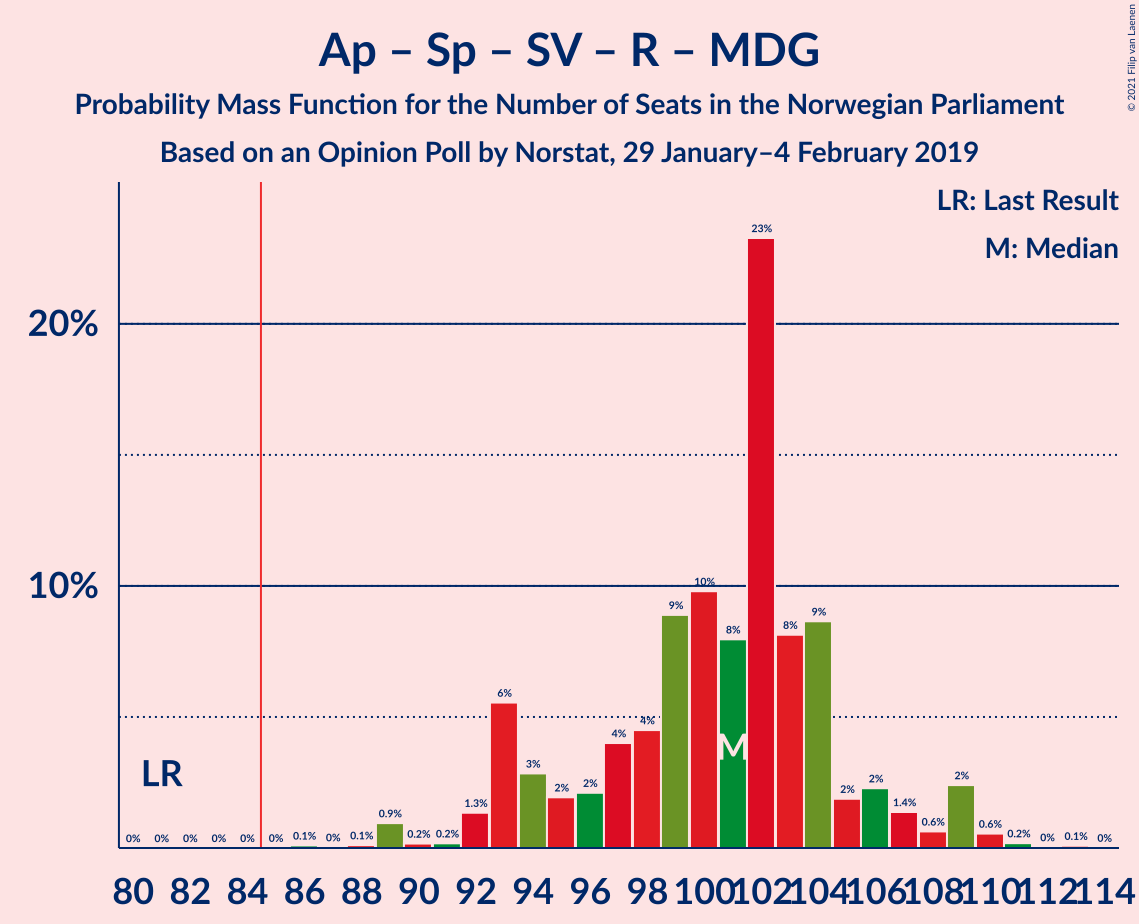 Ap – Sp – SV – R – MDG
Probability Mass Function for the Number of Seats in the Norwegian Parliament
Based on an Opinion Poll by Norstat, 29 January–4 February 2019
© 2021 Filip van Laenen
LR: Last Result
M: Median
20%
10%
LR
M
0% 0% 0% 0% 0% 0% 0.1% 0% 0.1% 0.9% 0.2% 0.2% 1.3% 6% 3% 2% 2% 4% 4% 9% 10% 8% 23% 8% 9% 2% 2% 1.4% 0.6% 2% 0.6% 0.2% 0% 0.1% 0%
80 82 84 86 88 90 92 94 96 98 100 102 104 106 108 110 112 114